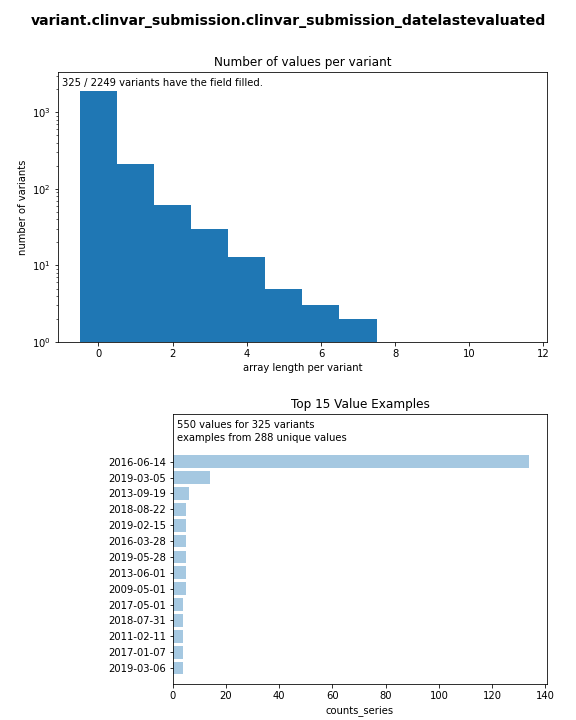 variant.clinvar_submission.clinvar_submission_datelastevaluated
Number of values per variant
325 / 2249 variants have the field filled.
number of variants
10³
10²
10¹
10⁰
0 2 4 6 8 10 12
array length per variant
Top 15 Value Examples
550 values for 325 variants
examples from 288 unique values
2016-06-14
2019-03-05
2013-09-19
2018-08-22
2019-02-15
2016-03-28
2019-05-28
2013-06-01
2009-05-01
2017-05-01
2018-07-31
2011-02-11
2017-01-07
2019-03-06
0 20 40 60 80 100 120 140
counts_series